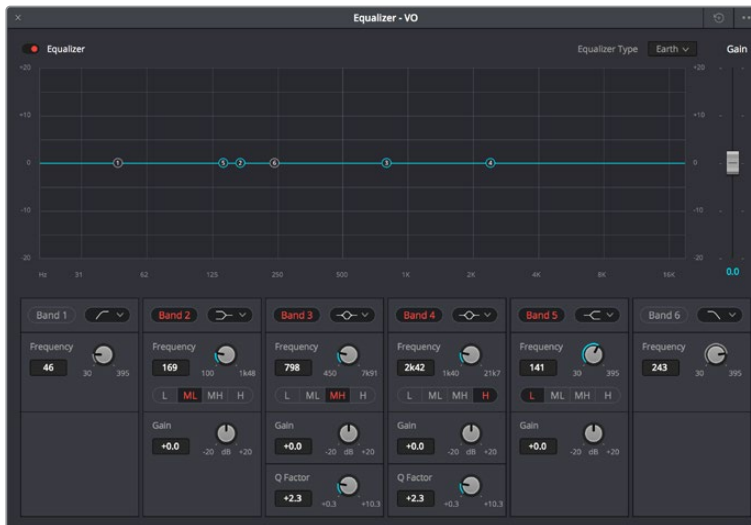 Equalizer - VO
Equalizer
Equalizer Type
Earth
Gain
+20 +20
+10 +10
0 1 5 2 6 3 4 0
-10 -10
-20 -20
Hz 31 62 125 250 500 1K 2K 4K 8K 16K
0.0
Band 1 Band 2 Band 3 Band 4 Band 5 Band 6
Frequency Frequency Frequency Frequency Frequency Frequency
46 30 395 169 100 1k48 798 450 7k91 2k42 1k40 21k7 141 30 395 243 30 395
L ML MH H L ML MH H L ML MH H L ML MH H
Gain Gain Gain Gain
+0.0 -20 dB +20 +0.0 -20 dB +20 +0.0 -20 dB +20 +0.0 -20 dB +20
Q Factor Q Factor
+2.3 +0.3 +10.3 +2.3 +0.3 +10.3